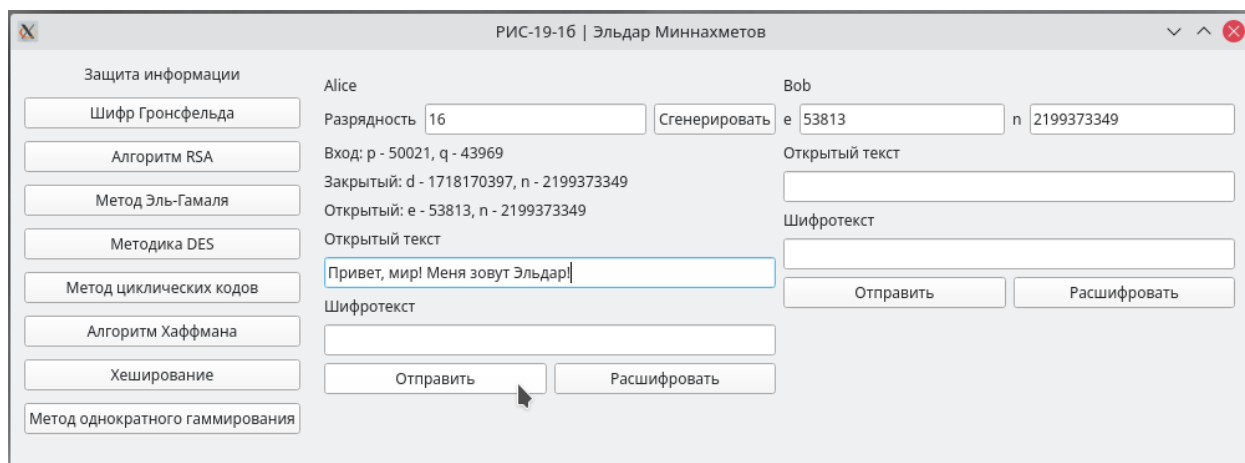 РИС-19-1б | Эльдар Миннахметов
Защита информации
Шифр Гронсфельда
Алгоритм RSA
Метод Эль-Гамаля
Методика DES
Метод циклических кодов
Алгоритм Хаффмана
Хеширование
Метод однократного гаммирования
Alice
Разрядность 16 Сгенерировать
Вход: p - 50021, q - 43969
Закрытый: d - 1718170397, n - 2199373349
Открытый: e - 53813, n - 2199373349
Открытый текст
Привет, мир! Меня зовут Эльдар!
Шифротекст
Отправить Расшифровать
Bob
e 53813 n 2199373349
Открытый текст
Шифротекст
Отправить Расшифровать